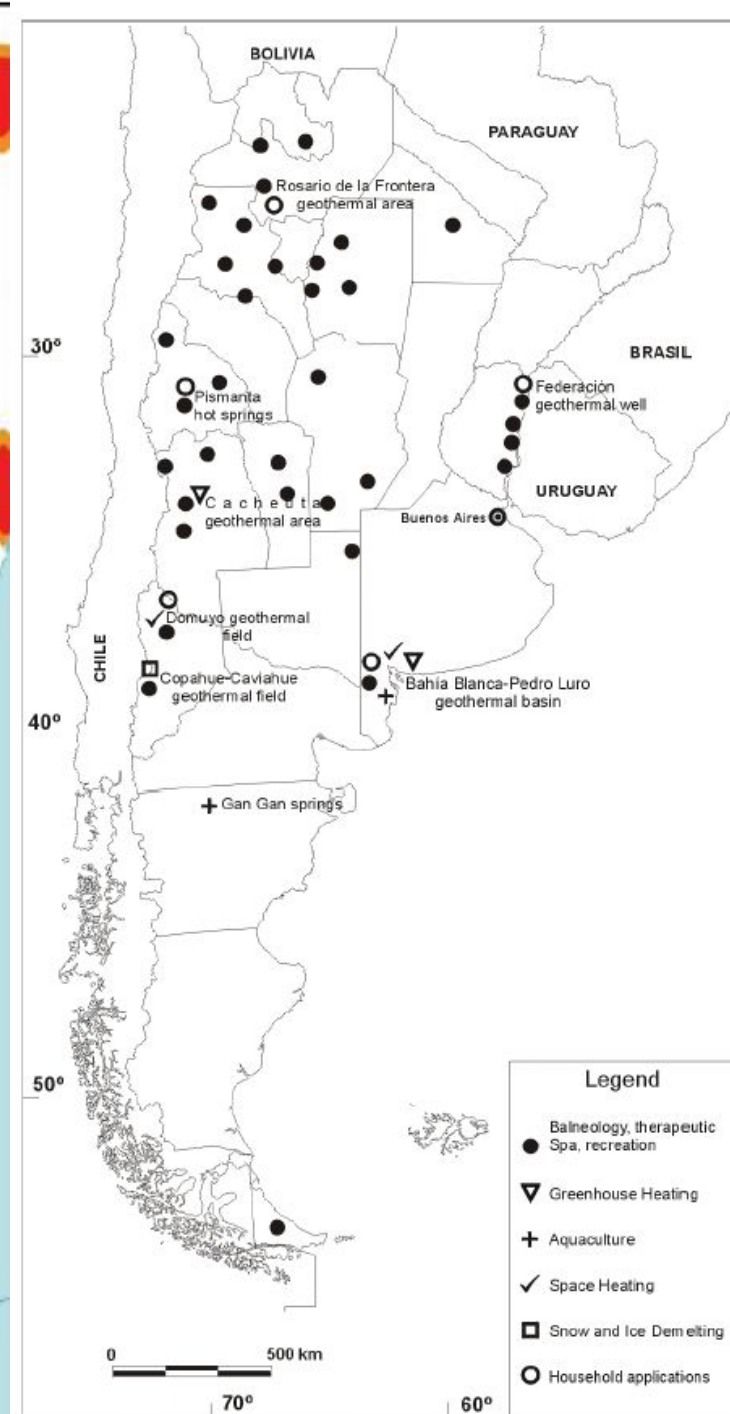 BOLIVIA
PARAGUAY
Rosario de la Frontera
geothermal area
30º
BRASIL
Federación
geothermal well
Pismanta
hot springs
URUGUAY
Cacheuta
geothermal area
Buenos Aires
Domuyo geothermal
field
CHILE
Copahue-Caviahue
geothermal field
Bahía Blanca-Pedro Luro
geothermal basin
40º
Gan Gan springs
50º
Legend
Balneology, therapeutic
Spa, recreation
Greenhouse Heating
Aquaculture
Space Heating
Snow and Ice Demelting
Household applications
0 500 km
70º 60º